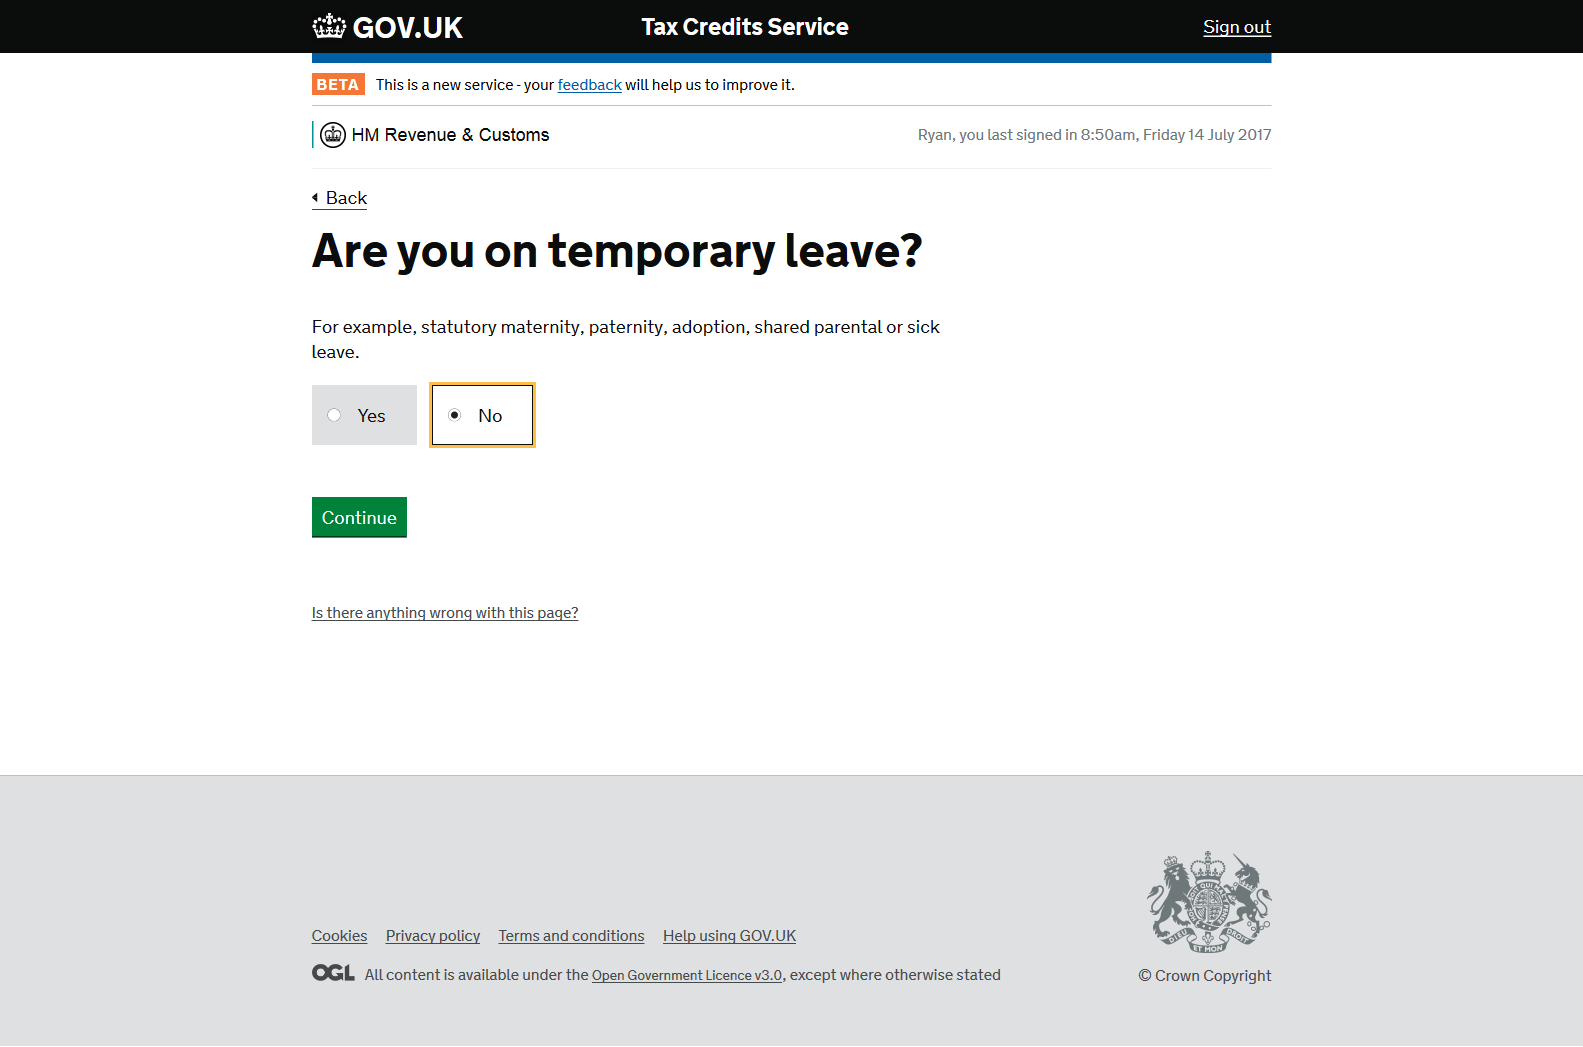 GOV.UK
Tax Credits Service
Sign out
BETA This is a new service - your feedback will help us to improve it.
HM Revenue & Customs
Ryan, you last signed in 8:50am, Friday 14 July 2017
Back
Are you on temporary leave?
For example, statutory maternity, paternity, adoption, shared parental or sick
leave.
Yes
No
Continue
Is there anything wrong with this page?
Cookies
Privacy policy
Terms and conditions
Help using GOV.UK
OGL All content is available under the Open Government Licence v3.0, except where otherwise stated
DIEU ET MON DROIT
© Crown Copyright